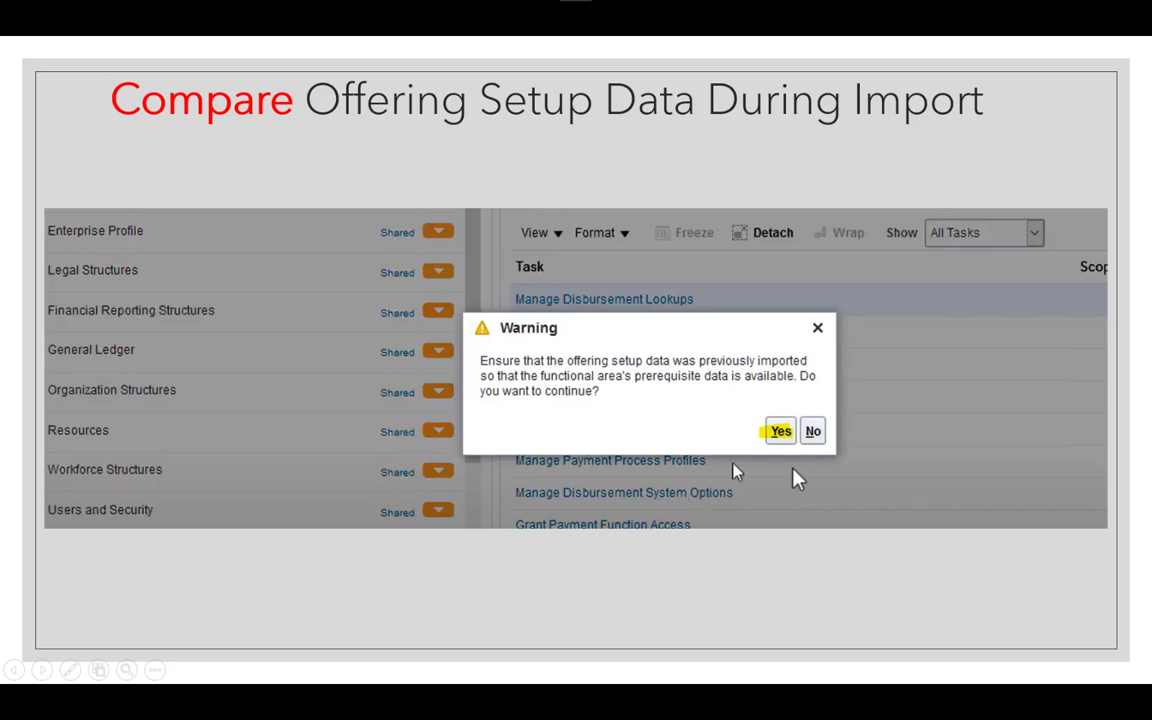 Compare Offering Setup Data During Import
Enterprise Profile
Shared
Legal Structures
Shared
Financial Reporting Structures
Shared
General Ledger
Shared
Organization Structures
Shared
Resources
Shared
Workforce Structures
Shared
Users and Security
Shared
View Format Freeze Detach Wrap Show All Tasks
Task Scop
Manage Disbursement Lookups
Warning
Ensure that the offering setup data was previously imported
so that the functional area's prerequisite data is available. Do
you want to continue?
Yes No
Manage Payment Process Profiles
Manage Disbursement System Options
Grant Payment Function Access